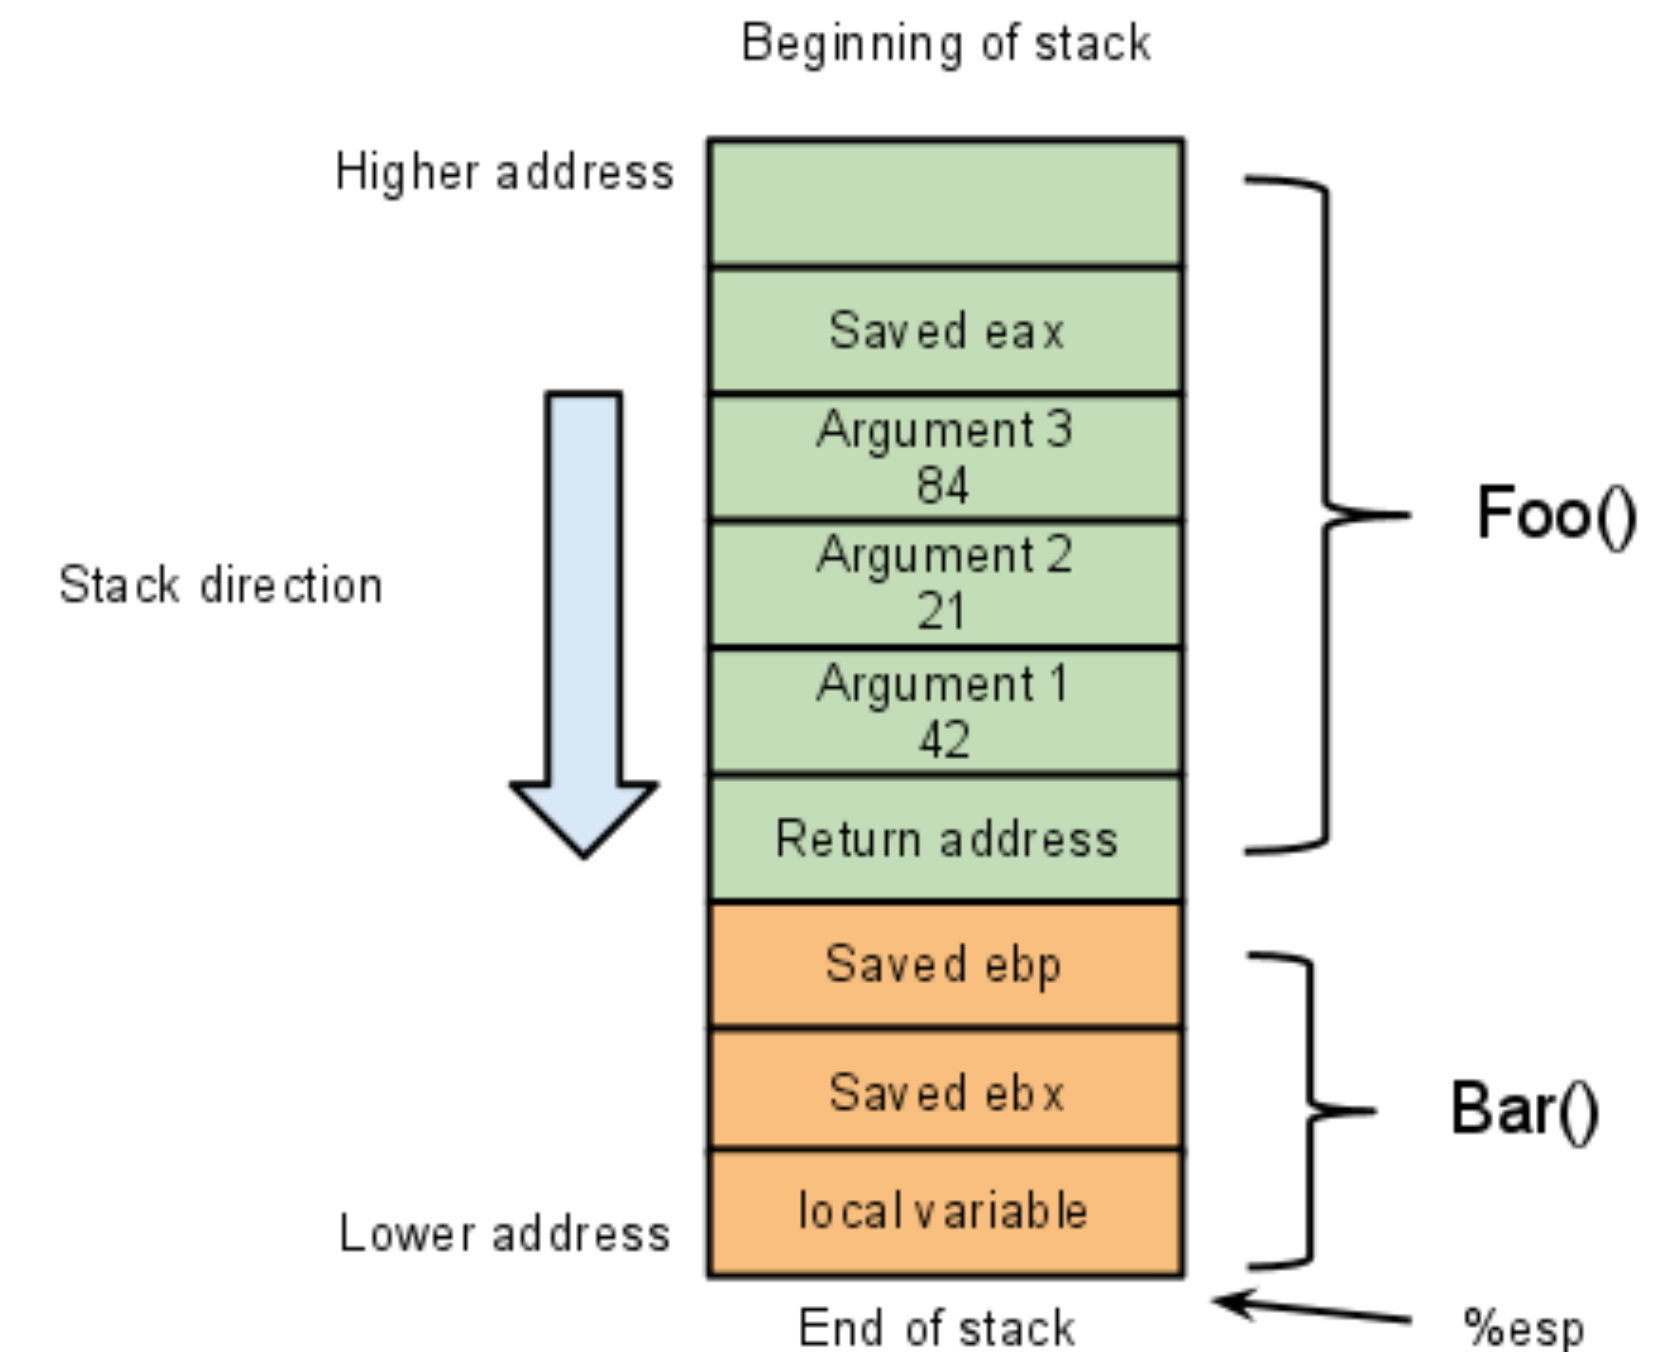 Beginning of stack
Higher address
Saved eax
Argument 3
84
Argument 2
21
Foo()
Stack direction
Argument 1
42
Return address
Saved ebp
Saved ebx
Bar()
local variable
Lower address
End of stack
%esp